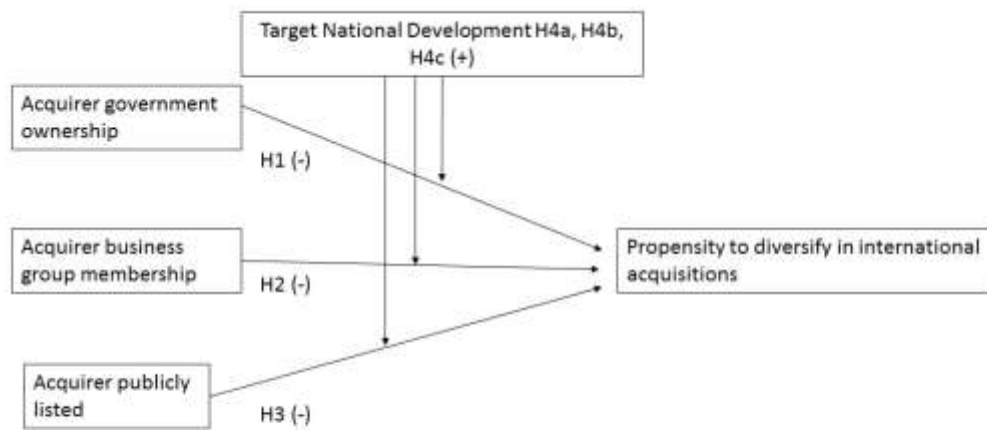 Target National Development H4a, H4b,
H4c (+)
Acquirer government
ownership
H1 (-)
Acquirer business
group membership
H2 (-)
Propensity to diversify in international
acquisitions
Acquirer publicly
listed
H3 (-)